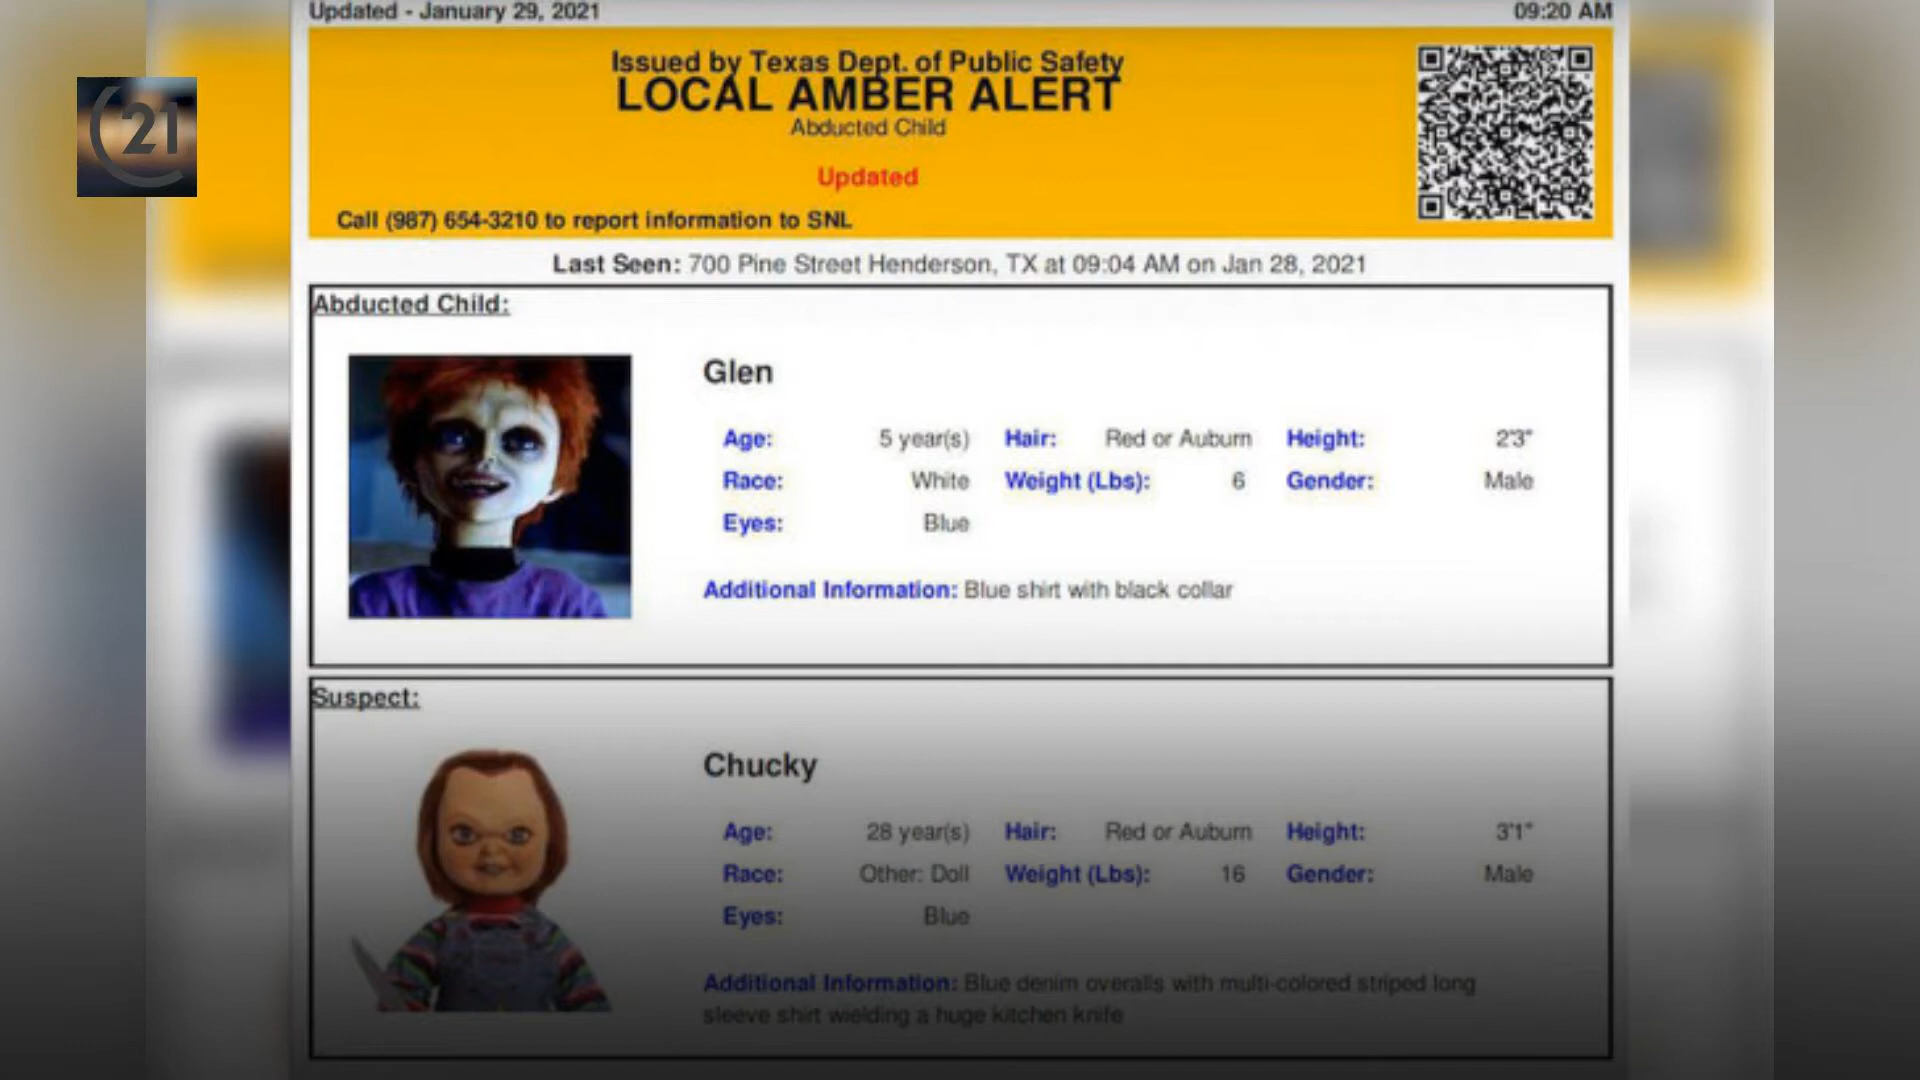 Updated - January 29, 2021 09:20 AM
Issued by Texas Dept. of Public Safety
LOCAL AMBER ALERT
Abducted Child
Updated
Call (987) 654-3210 to report information to SNL
21
Last Seen: 700 Pine Street Henderson, TX at 09:04 AM on Jan 28, 2021
Abducted Child:
Glen
Age: 5 year(s) Hair: Red or Auburn Height: 2'3"
Race: White Weight (Lbs): 6 Gender: Male
Eyes: Blue
Additional Information: Blue shirt with black collar
Suspect:
Chucky
Age: 28 year(s) Hair: Red or Auburn Height: 3'1"
Race: Other: Doll Weight (Lbs): 16 Gender: Male
Eyes: Blue
Additional Information: Blue denim overalls with multi-colored striped long
sleeve shirt wielding a huge kitchen knife